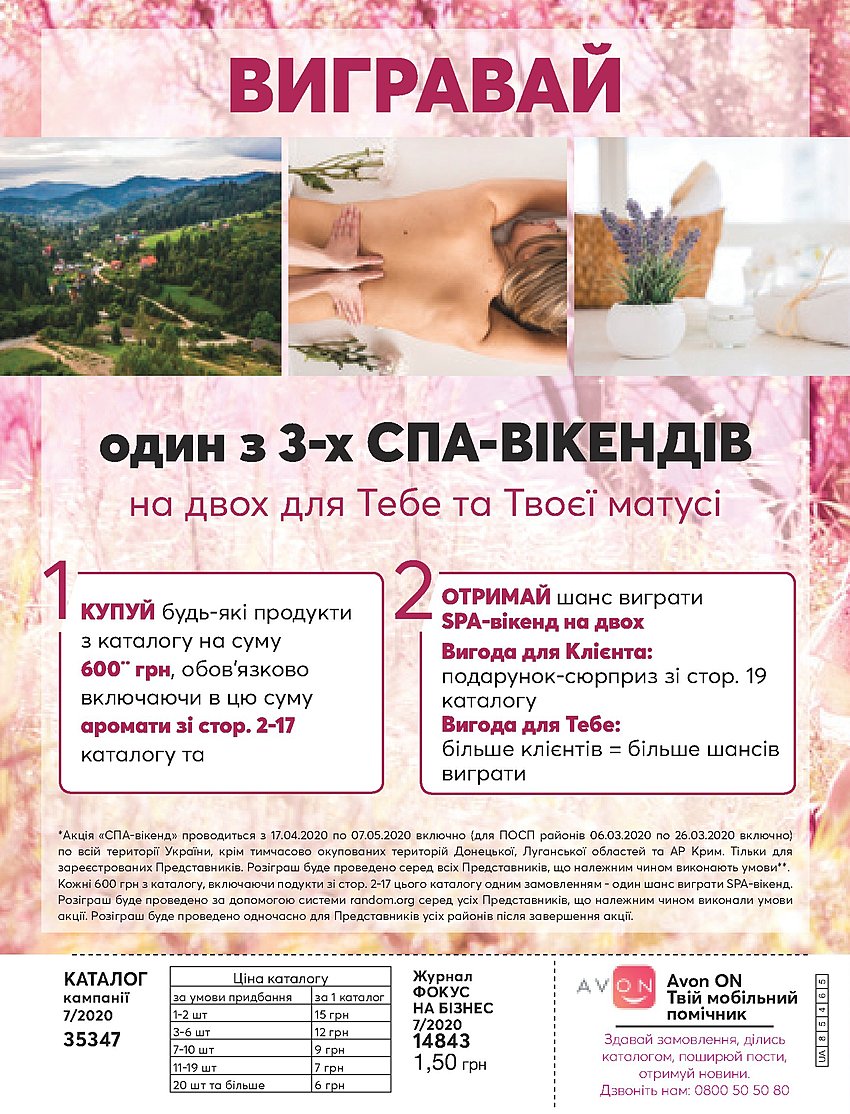 ВИГРАВАЙ
один з 3-х СПА-ВІКЕНДІВ
на двох для Тебе та Твоєї матусі
1
КУПУЙ будь-які продукти
з каталогу на суму
600** грн, обов'язково
включаючи в цю суму
аромати зі стор. 2-17
каталогу та
2
ОТРИМАЙ шанс виграти
SPA-вікенд на двох
Вигода для Клієнта:
подарунок-сюрприз зі стор. 19
каталогу
Вигода для Тебе:
більше клієнтів = більше шансів
виграти
*Акція «СПА-вікенд» проводиться з 17.04.2020 по 07.05.2020 включно (для ПОСП районів 06.03.2020 по 26.03.2020 включно)
по всій території України, крім тимчасово окупованих територій Донецької, Луганської областей та АР Крим. Тільки для
зареєстрованих Представників. Розіграш буде проведено серед всіх Представників, що належним чином виконають умови**.
Кожні 600 грн з каталогу, включаючи подукти зі стор. 2-17 цього каталогу одним замовленням - один шанс виграти SPA-вікенд.
Розіграш буде проведено за допомогою системи random.org серед усіх Представників, що належним чином виконали умови
акції. Розіграш буде проведено одночасно для Представників усіх районів після завершення акції.
КАТАЛОГ
кампанії
7/2020
35347
Ціна каталогу
за умови придбання за 1 каталог
1-2 шт 15 грн
3-6 шт 12 грн
7-10 шт 9 грн
11-19 шт 7 грн
20 шт та більше 6 грн
Журнал
ФОКУС
НА БІЗНЕС
7/2020
14843
1,50 грн
AVON
Avon ON
Твій мобільний
помічник
Здавай замовлення, ділись
каталогом, поширюй пости,
отримуй новини.
Дзвоніть нам: 0800 50 50 80
UA 85465